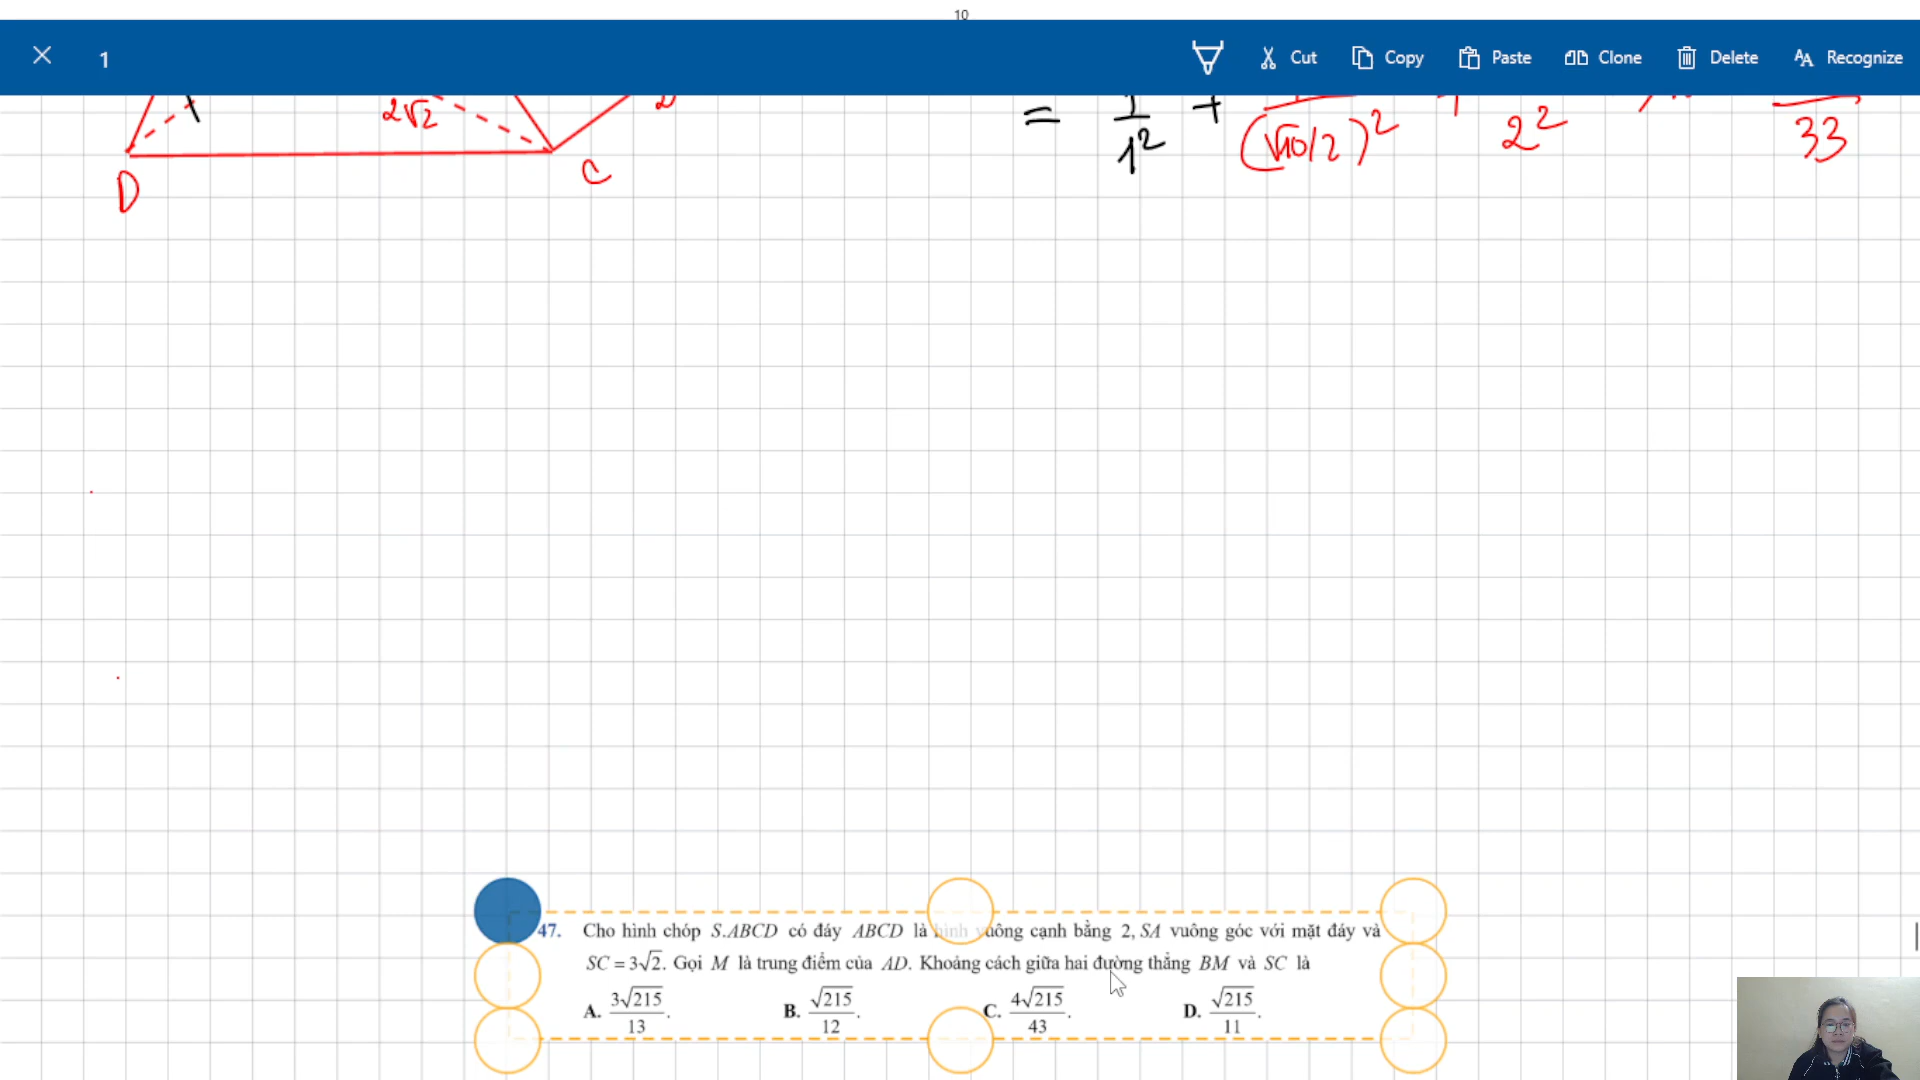 10
1 Cut Copy Paste Clone Delete Recognize
2√2
D
C
= 1/1² + (√10/2)² 2² 33
47. Cho hình chóp S.ABCD có đáy ABCD là hình vuông cạnh bằng 2, SA vuông góc với mặt đáy và
SC = 3√2. Gọi M là trung điểm của AD. Khoảng cách giữa hai đường thẳng BM và SC là
A. 3√215/13. B. √215/12. C. 4√215/43. D. √215/11.